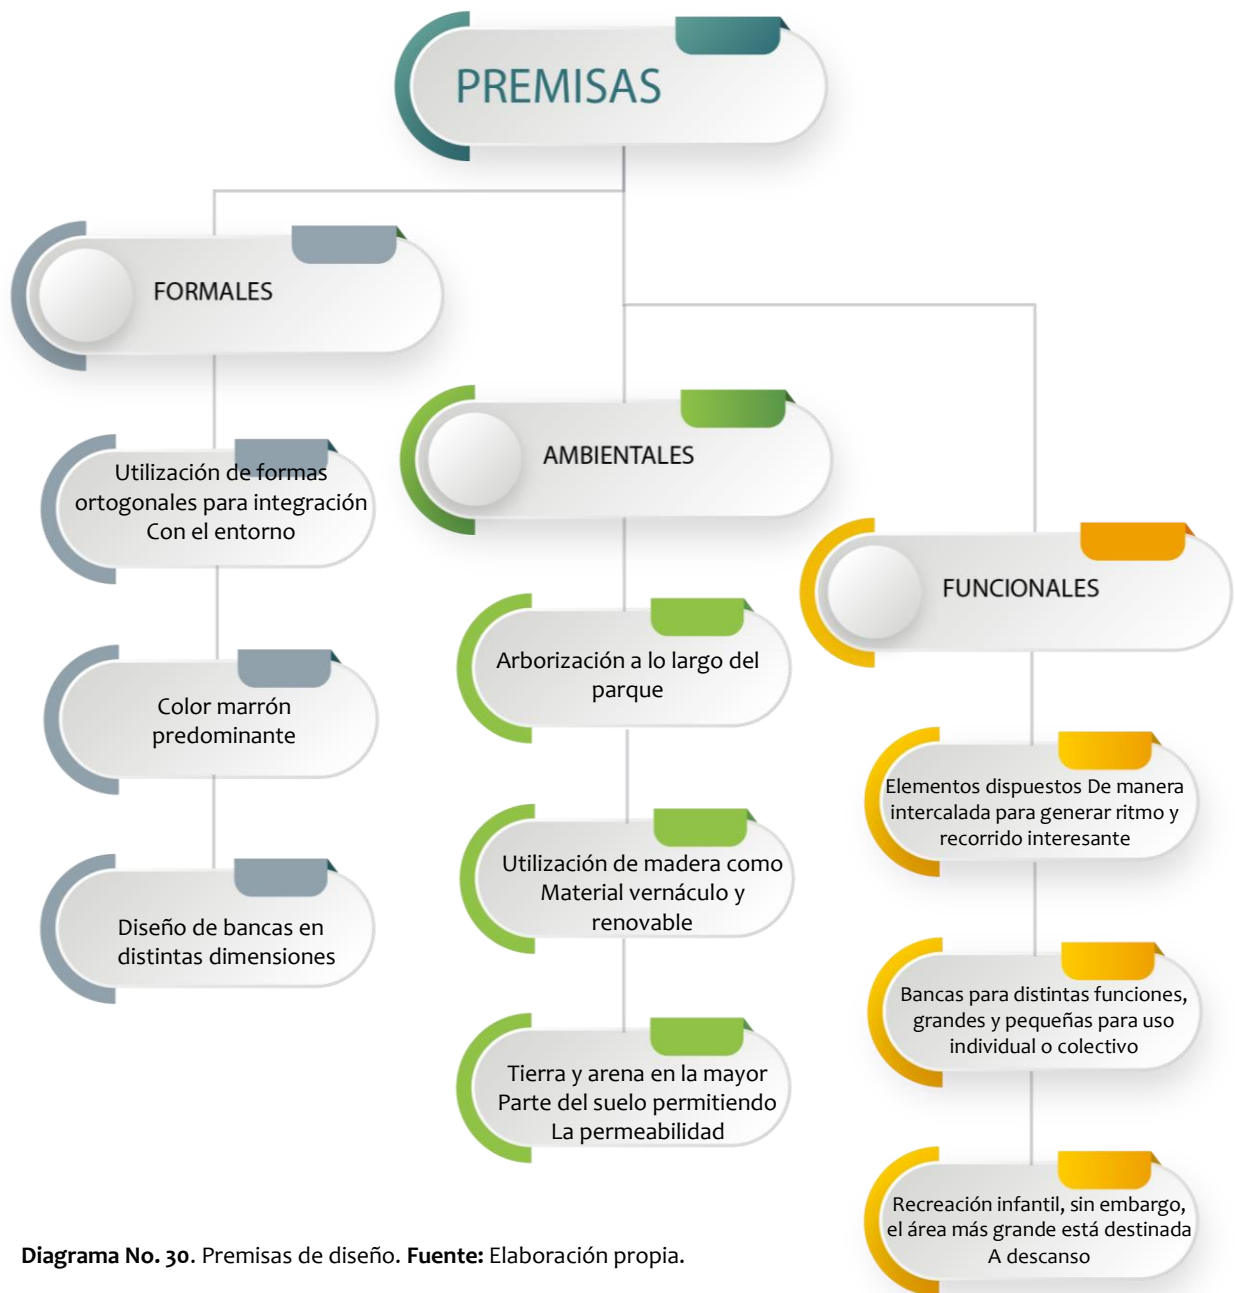 PREMISAS
FORMALES
Utilización de formas
ortogonales para integración
Con el entorno
Color marrón
predominante
Diseño de bancas en
distintas dimensiones
AMBIENTALES
Arborización a lo largo del
parque
Utilización de madera como
Material vernáculo y
renovable
Tierra y arena en la mayor
Parte del suelo permitiendo
La permeabilidad
FUNCIONALES
Elementos dispuestos De manera
intercalada para generar ritmo y
recorrido interesante
Bancas para distintas funciones,
grandes y pequeñas para uso
individual o colectivo
Recreación infantil, sin embargo,
el área más grande está destinada
A descanso
Diagrama No. 30. Premisas de diseño. Fuente: Elaboración propia.